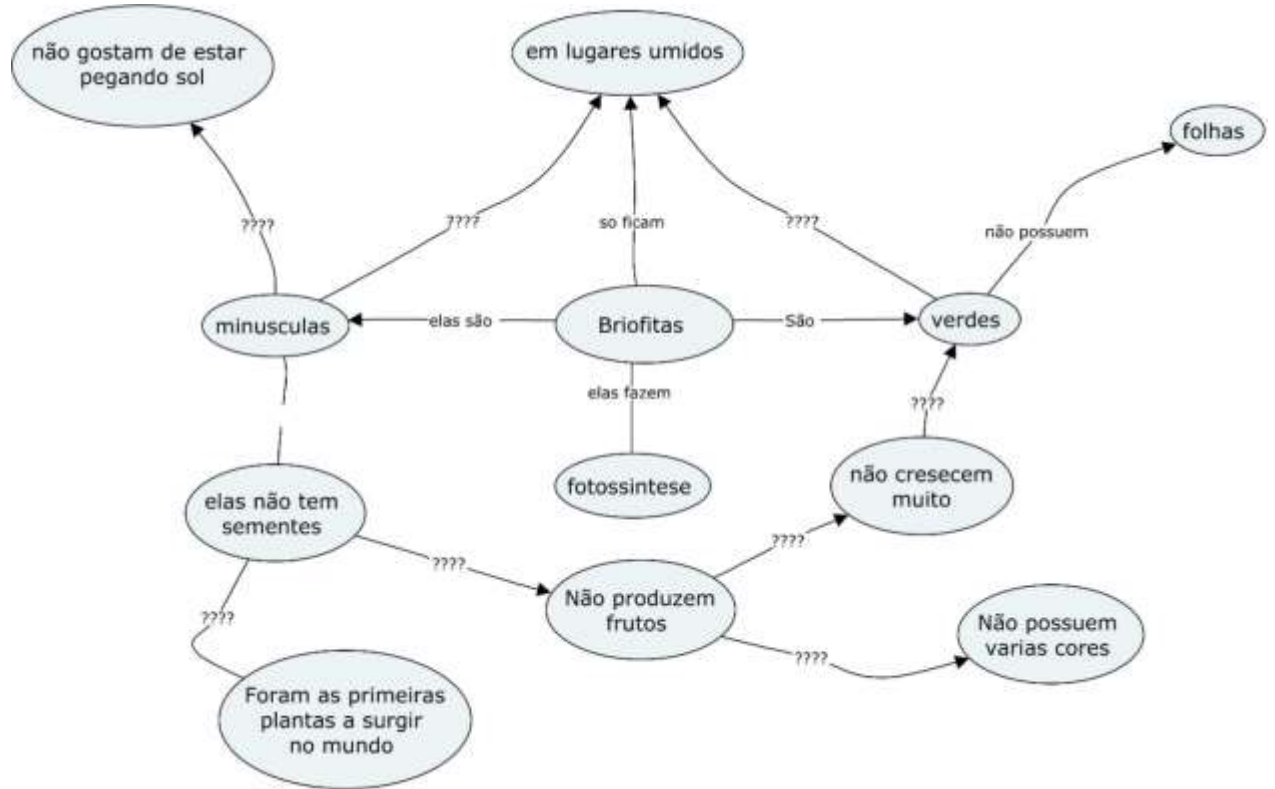 não gostam de estar
pegando sol
em lugares umidos
folhas
????
????
so ficam
????
não possuem
minusculas
elas são
Briofitas
São
verdes
elas fazem
????
elas não tem
sementes
fotossintese
não cresecem
muito
????
????
Não produzem
frutos
????
????
Não possuem
varias cores
Foram as primeiras
plantas a surgir
no mundo